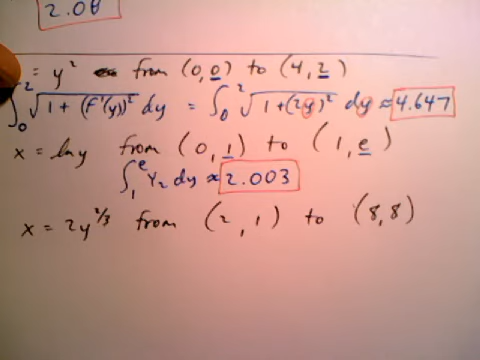 2.08
= y² from (0,0) to (4,2)
∫₀² √(1+(f'(y))²) dy = ∫₀² √(1+(2y)²) dy ≈ 4.647
x = ln y from (0,1) to (1,e)
∫₁ᵉ Y₂ dy ≈ 2.003
x = 2y^(2/3) from (2,1) to (8,8)